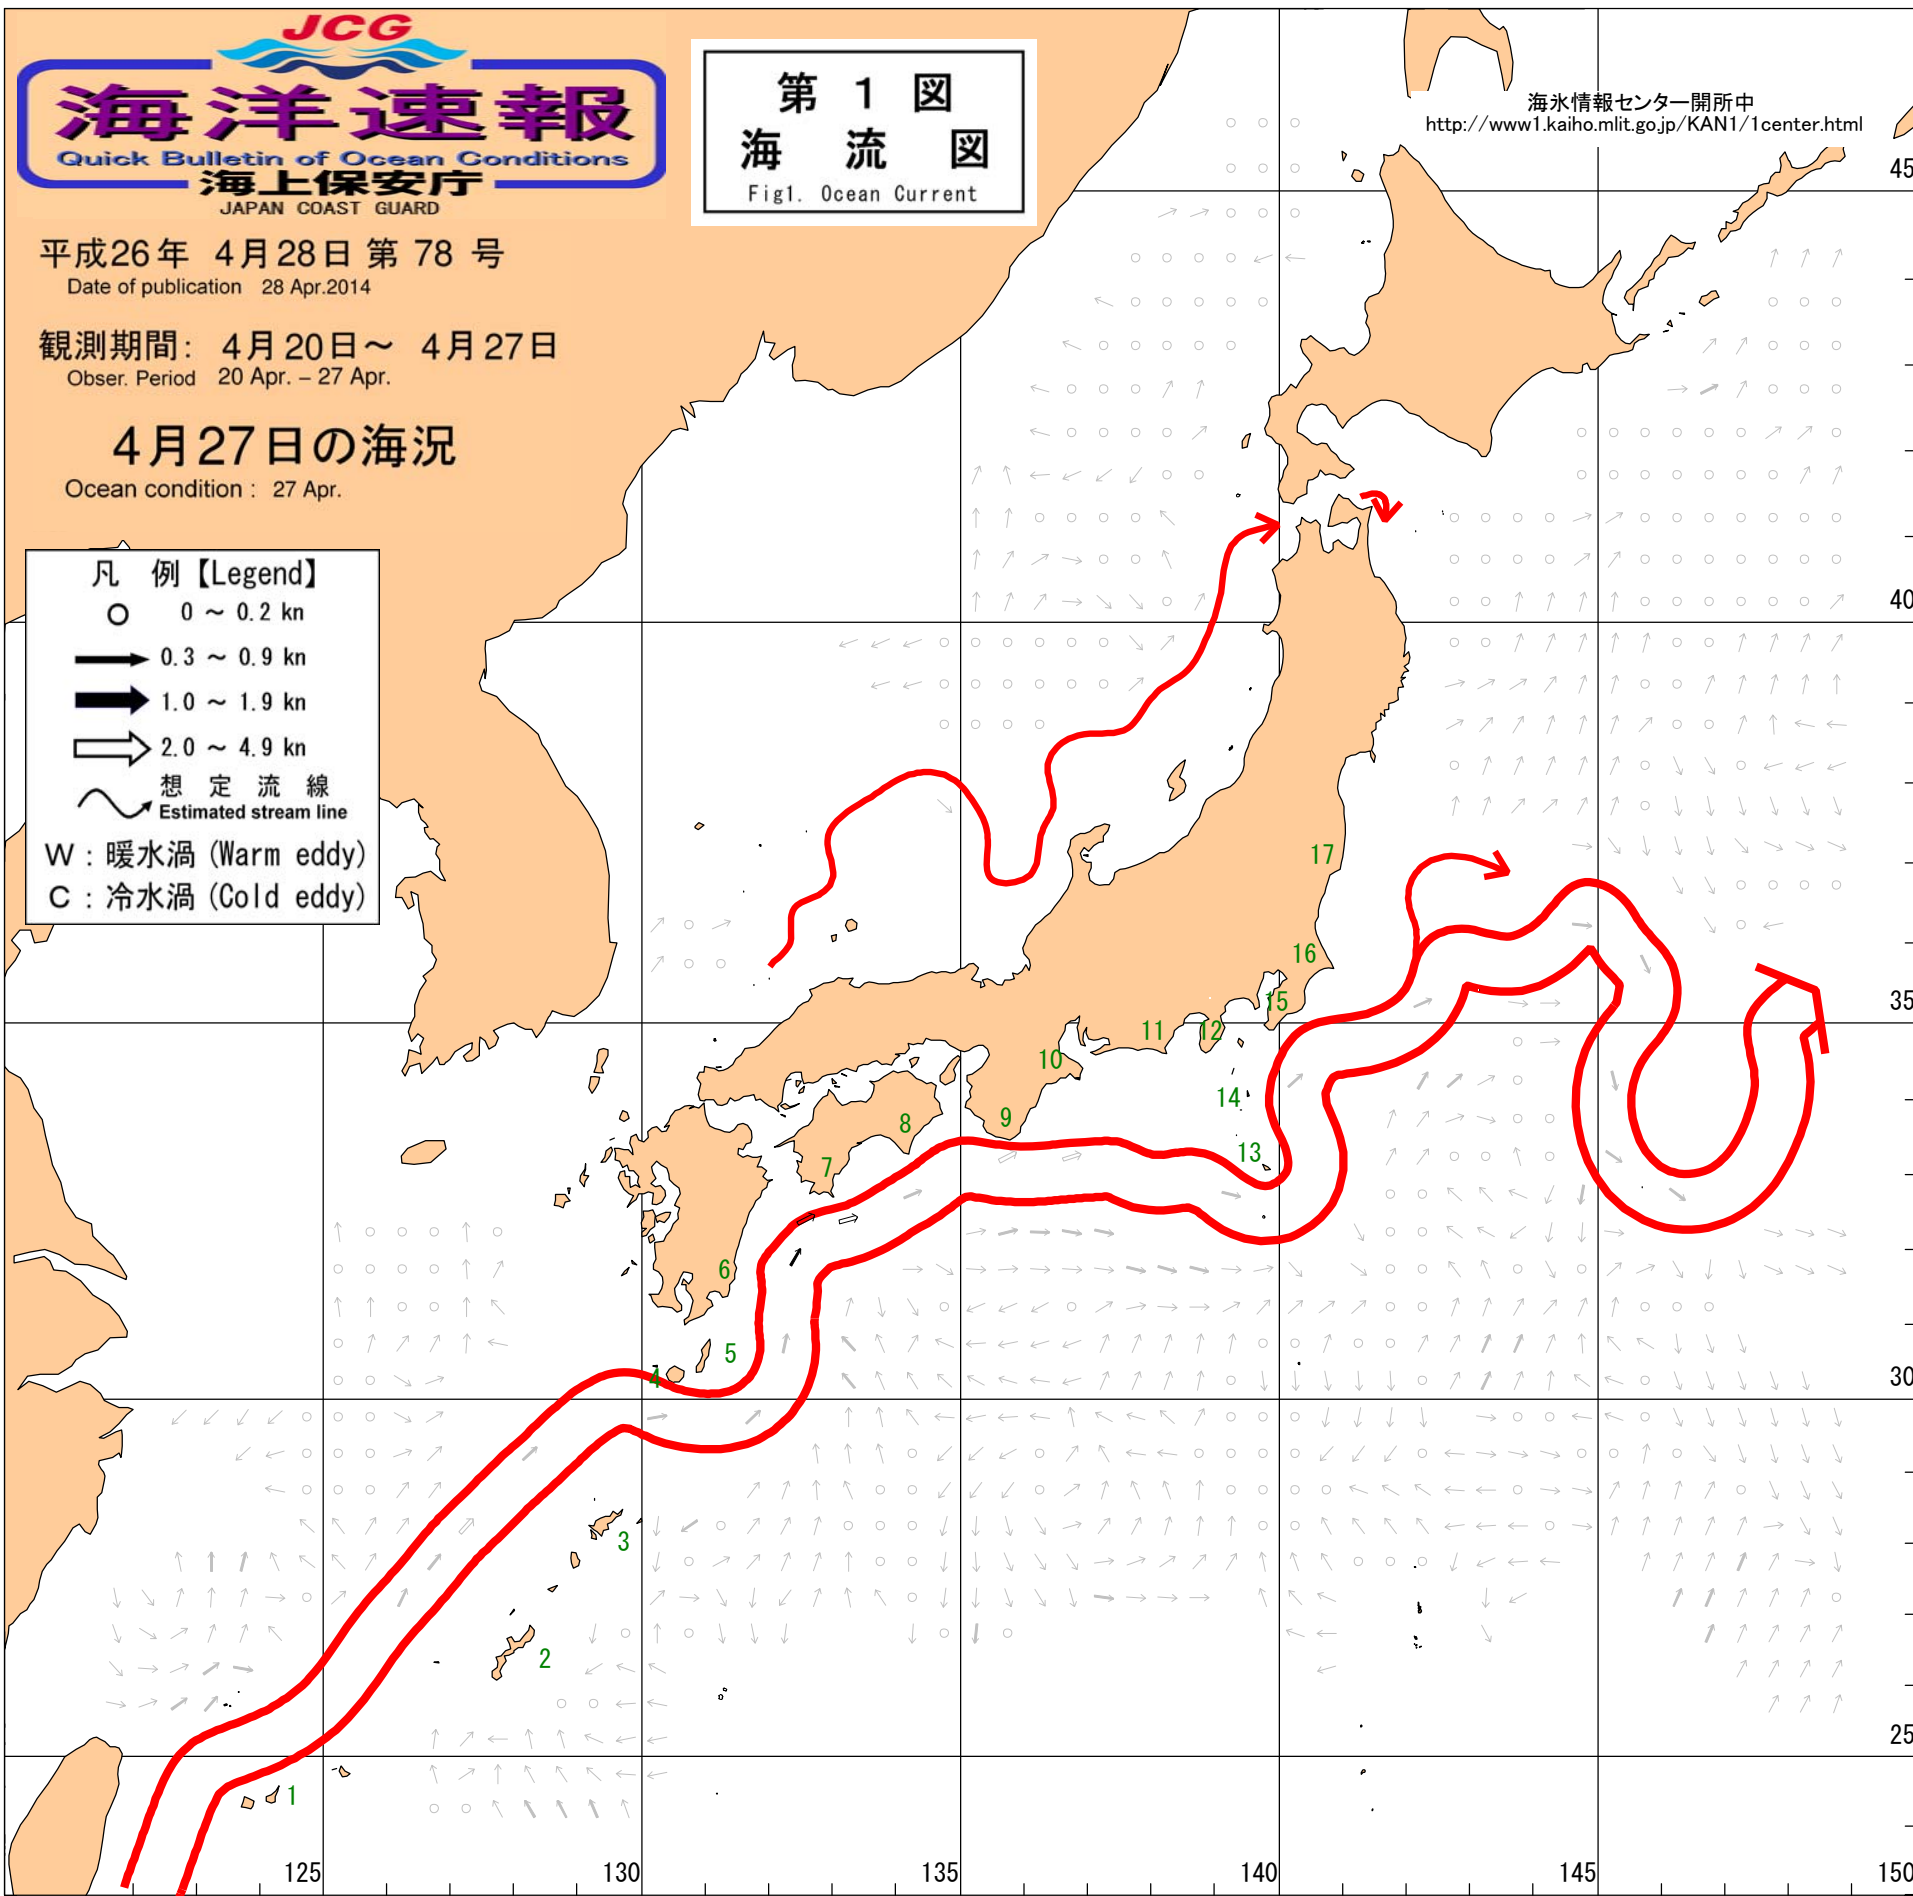 JCG
海洋速報
Quick Bulletin of Ocean Conditions
海上保安庁
JAPAN COAST GUARD
第 1 図
海 流 図
Fig1. Ocean Current
海氷情報センター開所中
http://www1.kaiho.mlit.go.jp/KAN1/1center.html
平成26年 4月28日 第 78 号
Date of publication 28 Apr.2014
観測期間: 4月20日～ 4月27日
Obser. Period 20 Apr. – 27 Apr.
4月27日の海況
Ocean condition : 27 Apr.
凡 例【Legend】
0 ～ 0.2 kn
0.3 ～ 0.9 kn
1.0 ～ 1.9 kn
2.0 ～ 4.9 kn
想 定 流 線
Estimated stream line
W : 暖水渦 (Warm eddy)
C : 冷水渦 (Cold eddy)
45
40
35
30
25
17
16
15
12
11
10
14
13
9
8
7
6
5
4
3
2
1
125
130
135
140
145
150